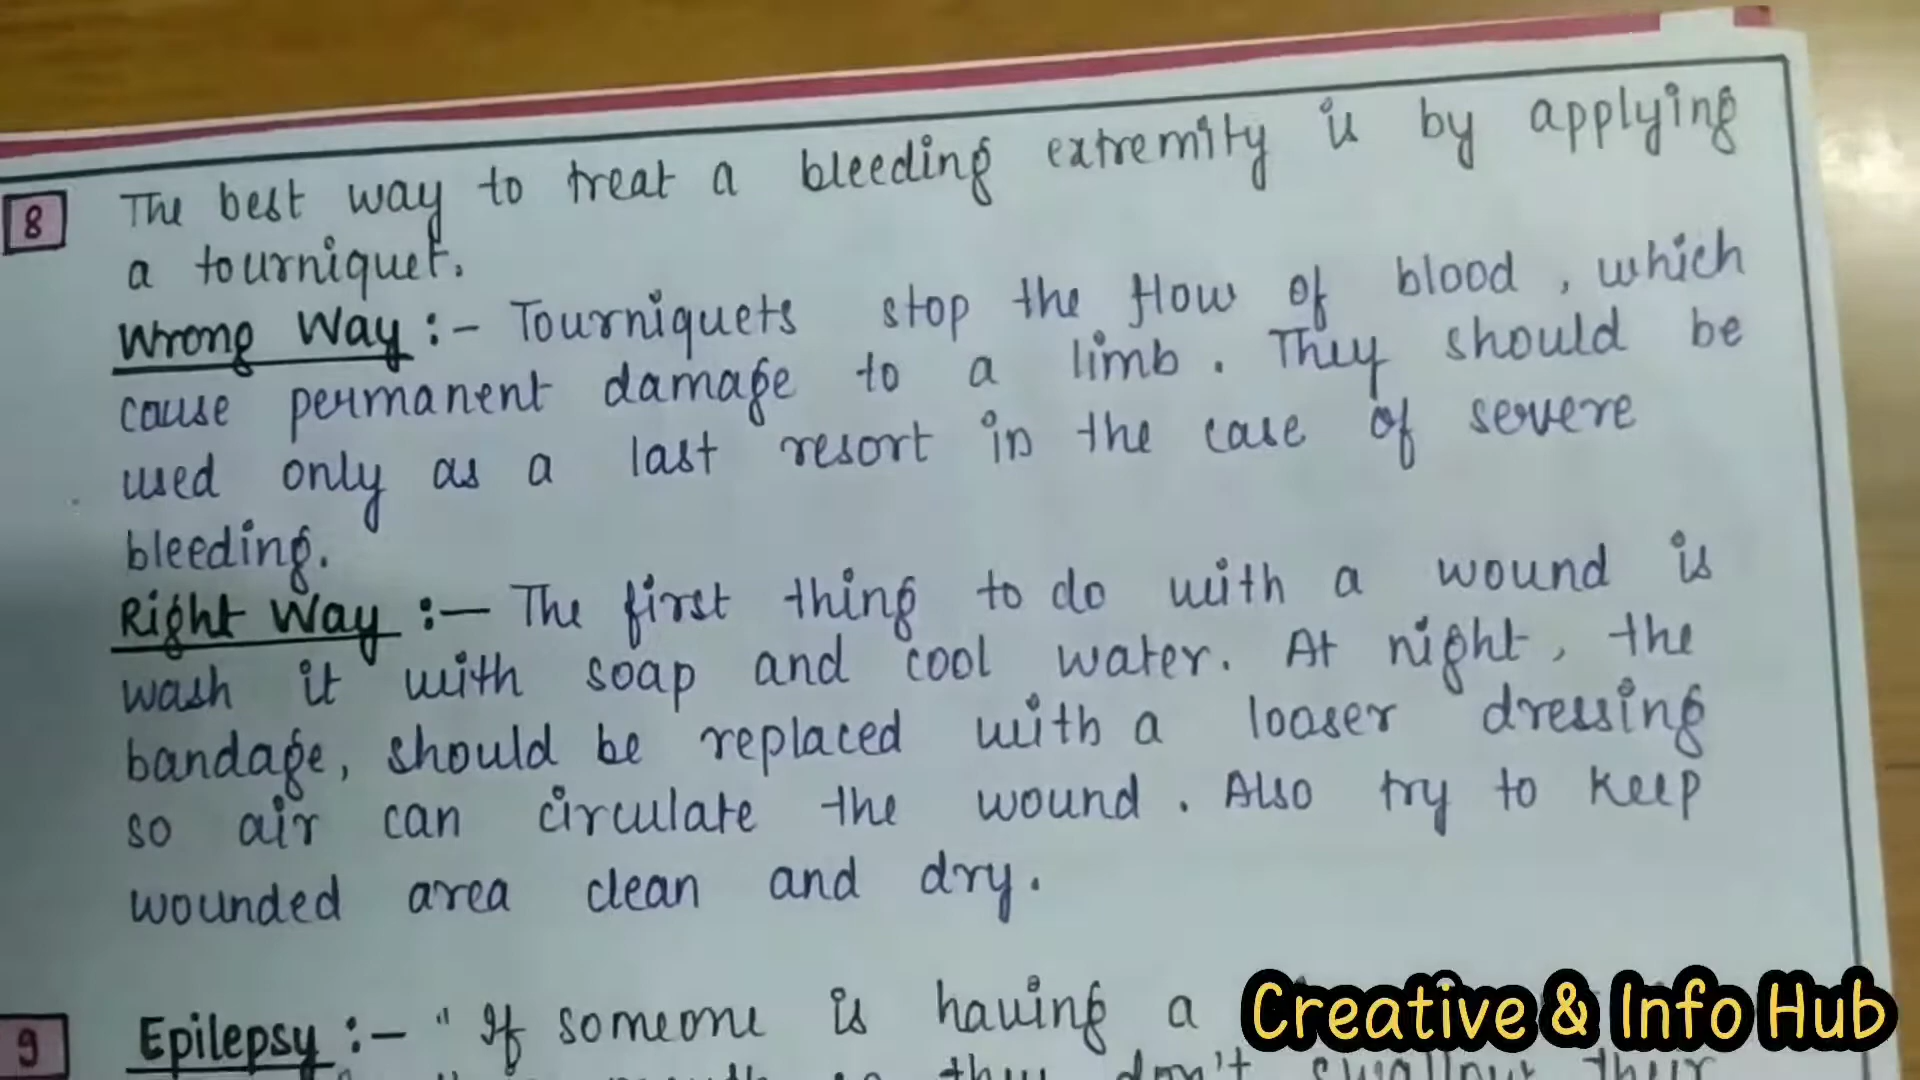 8 The best way to treat a bleeding extremity is by applying
a tourniquet.
Wrong Way :- Tourniquets stop the flow of blood, which
cause permanent damage to a limb. They should be
used only as a last resort in the case of severe
bleeding.
Right Way :- The first thing to do with a wound is
wash it with soap and cool water. At night, the
bandage, should be replaced with a looser dressing
so air can circulate the wound. Also try to keep
wounded area clean and dry.
9 Epilepsy :- "If someone is having a
they don't swallow their
Creative & Info Hub